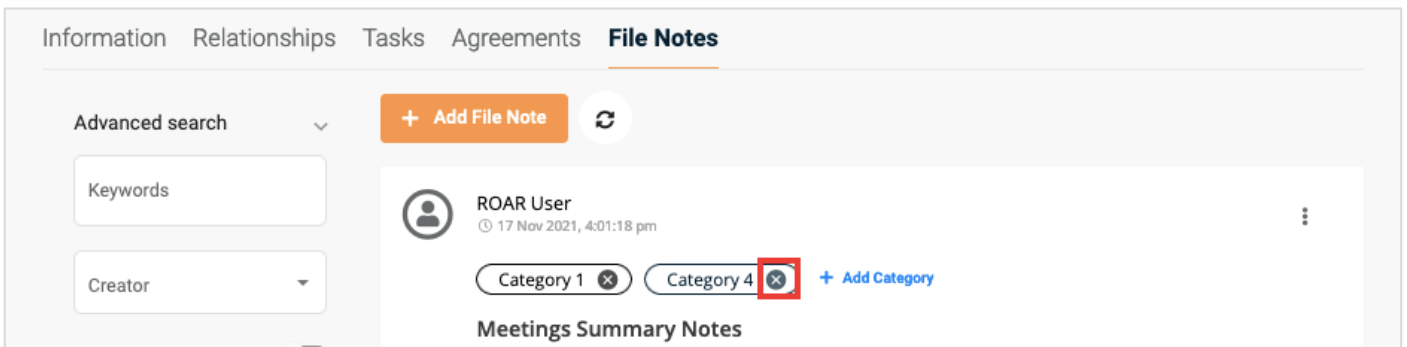 Information Relationships Tasks Agreements File Notes
Advanced search
+ Add File Note
Keywords
ROAR User
17 Nov 2021, 4:01:18 pm
Creator
Category 1 Category 4 + Add Category
Meetings Summary Notes